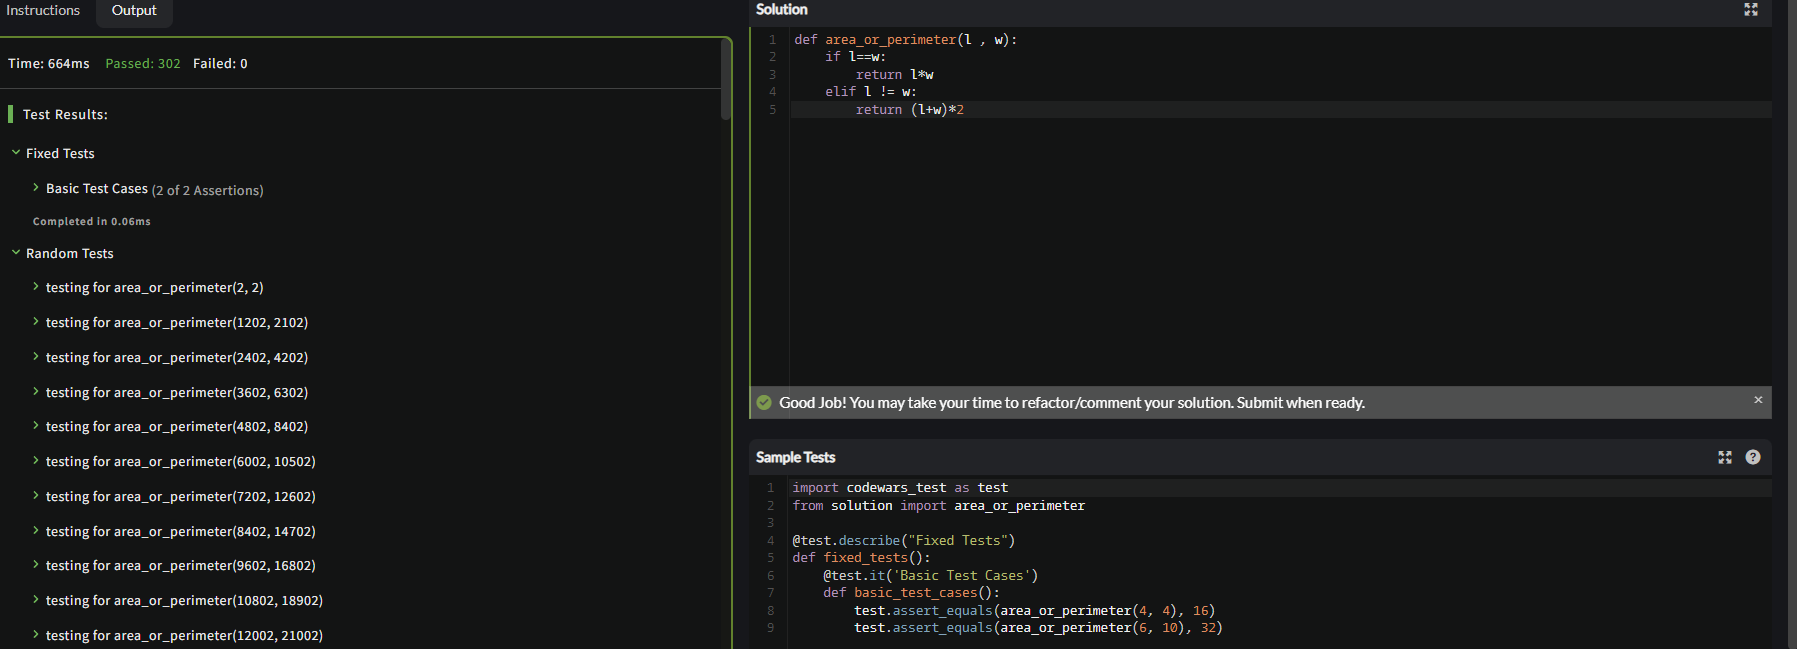 Instructions Output
Time: 664ms Passed: 302 Failed: 0
Test Results:
Fixed Tests
Basic Test Cases (2 of 2 Assertions)
Completed in 0.06ms
Random Tests
testing for area_or_perimeter(2, 2)
testing for area_or_perimeter(1202, 2102)
testing for area_or_perimeter(2402, 4202)
testing for area_or_perimeter(3602, 6302)
testing for area_or_perimeter(4802, 8402)
testing for area_or_perimeter(6002, 10502)
testing for area_or_perimeter(7202, 12602)
testing for area_or_perimeter(8402, 14702)
testing for area_or_perimeter(9602, 16802)
testing for area_or_perimeter(10802, 18902)
testing for area_or_perimeter(12002, 21002)
Solution
1 def area_or_perimeter(l , w):
2     if l==w:
3         return l*w
4     elif l != w:
5         return (l+w)*2
Good Job! You may take your time to refactor/comment your solution. Submit when ready. ×
Sample Tests ?
1 import codewars_test as test
2 from solution import area_or_perimeter
3
4 @test.describe("Fixed Tests")
5 def fixed_tests():
6     @test.it('Basic Test Cases')
7     def basic_test_cases():
8         test.assert_equals(area_or_perimeter(4, 4), 16)
9         test.assert_equals(area_or_perimeter(6, 10), 32)